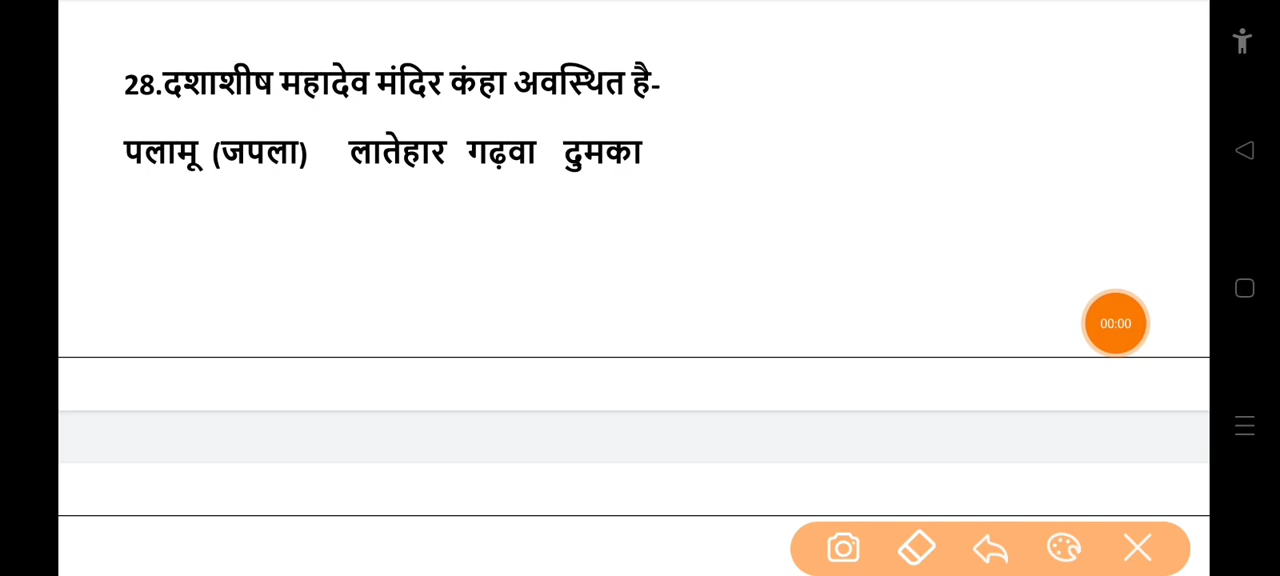 28.दशाशीष महादेव मंदिर कंहा अवस्थित है-
पलामू (जपला) लातेहार गढ़वा दुमका
00:00